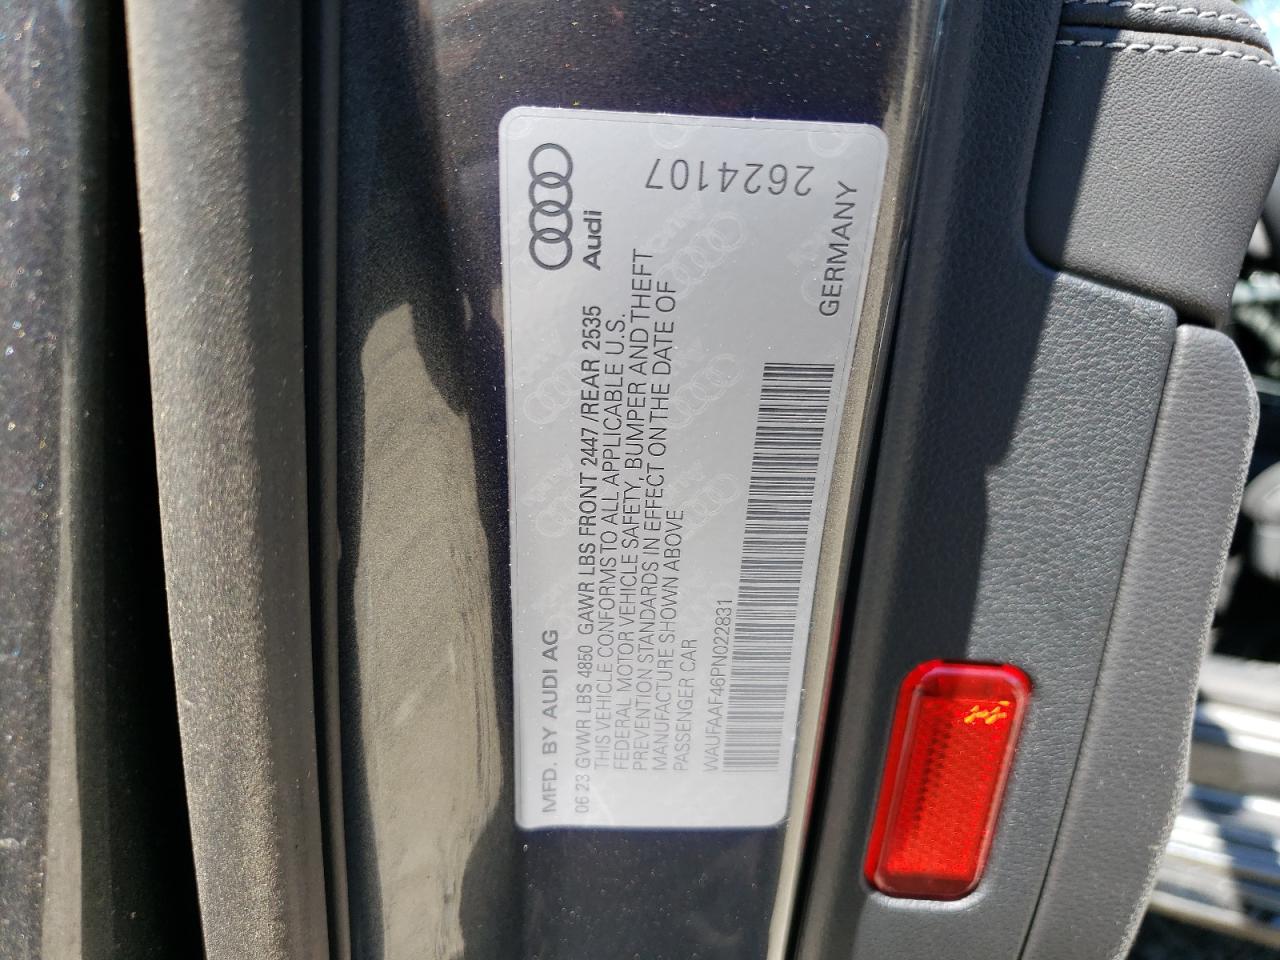 Audi
2624107
MFD. BY AUDI AG
GERMANY
06 23 GVWR LBS 4850 GAWR LBS FRONT 2447 /REAR 2535
THIS VEHICLE CONFORMS TO ALL APPLICABLE U.S.
FEDERAL MOTOR VEHICLE SAFETY, BUMPER AND THEFT
PREVENTION STANDARDS IN EFFECT ON THE DATE OF
MANUFACTURE SHOWN ABOVE
PASSENGER CAR
WAUFAAF46PN022831